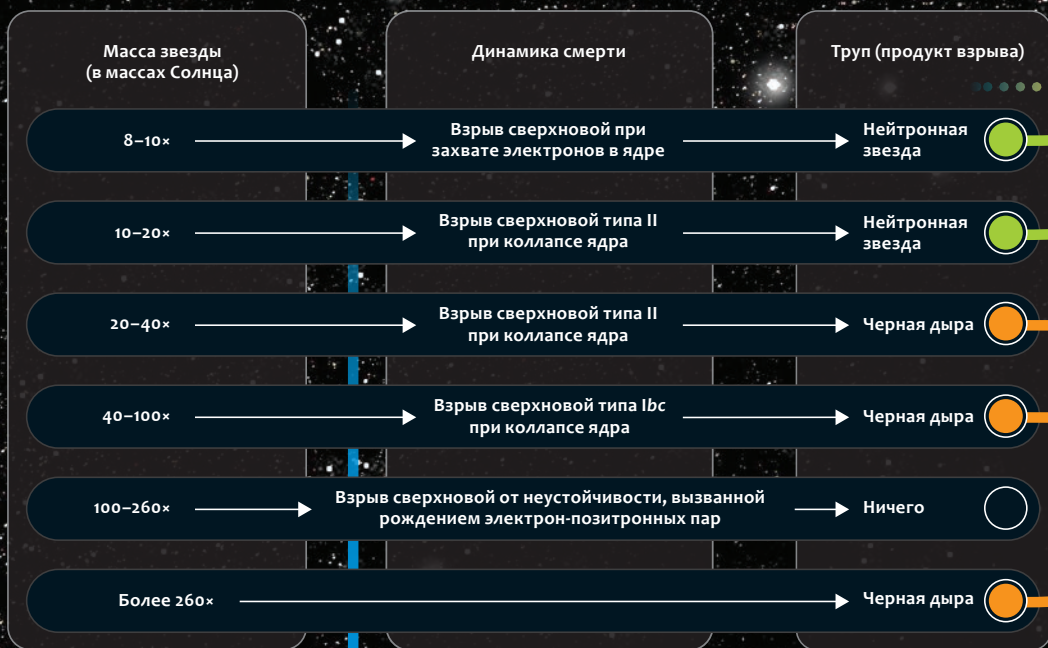 Масса звезды
(в массах Солнца)
Динамика смерти
Труп (продукт взрыва)
8–10×
Взрыв сверхновой при
захвате электронов в ядре
Нейтронная
звезда
10–20×
Взрыв сверхновой типа II
при коллапсе ядра
Нейтронная
звезда
20–40×
Взрыв сверхновой типа II
при коллапсе ядра
Черная дыра
40–100×
Взрыв сверхновой типа Ibc
при коллапсе ядра
Черная дыра
100–260×
Взрыв сверхновой от неустойчивости, вызванной
рождением электрон-позитронных пар
Ничего
Более 260×
Черная дыра